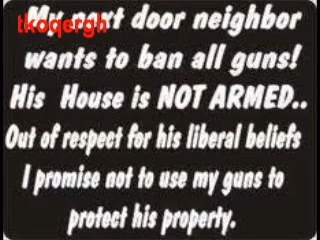 tkoqergh
My next door neighbor
wants to ban all guns!
His House is NOT ARMED..
Out of respect for his liberal beliefs
I promise not to use my guns to
protect his property.